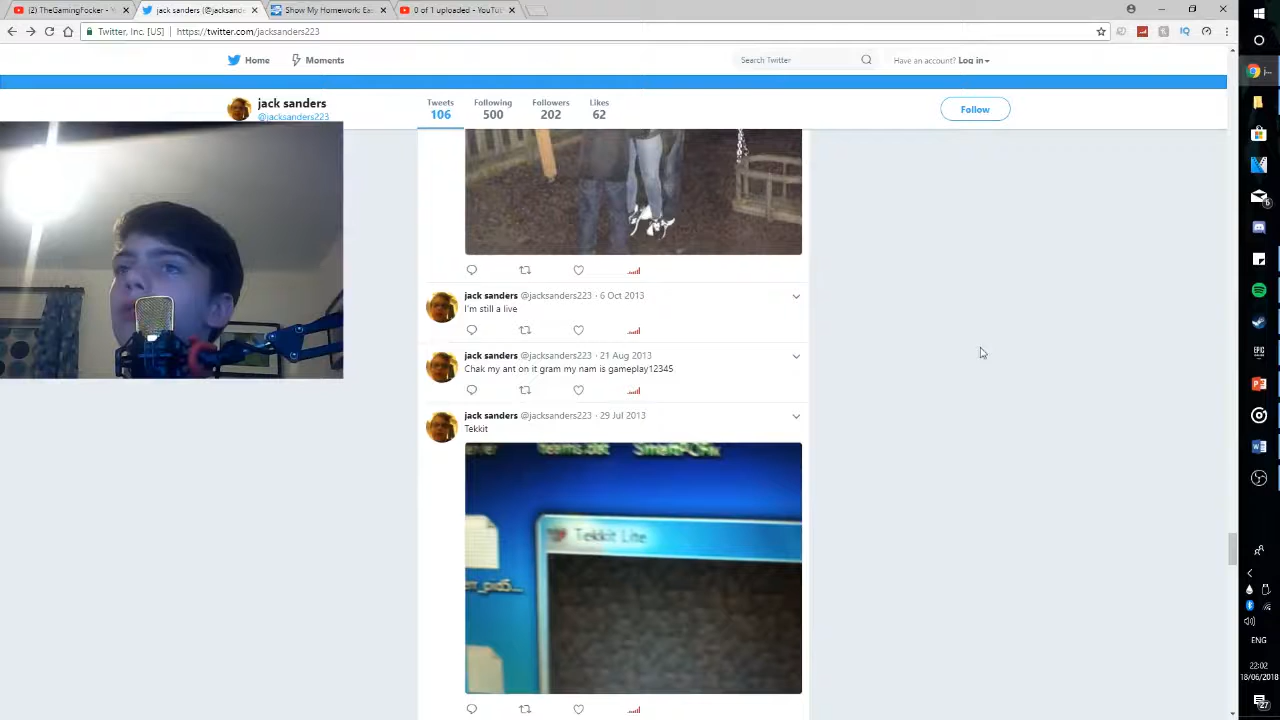 (2) TheGamingFocker -
jack sanders (@jacksande
Show My Homework: Ea
0 of 1 uploaded - YouTu
Twitter, Inc. [US]
https://twitter.com/jacksanders223
Home
Moments
Search Twitter
Have an account? Log in
jack sanders
@jacksanders223
Tweets
106
Following
500
Followers
202
Likes
62
Follow
jack sanders @jacksanders223 · 6 Oct 2013
I'm still a live
jack sanders @jacksanders223 · 21 Aug 2013
Chak my ant on it gram my nam is gameplay12345
jack sanders @jacksanders223 · 29 Jul 2013
Tekkit
Tekkit Lite
ENG
22:02
18/06/2018
27